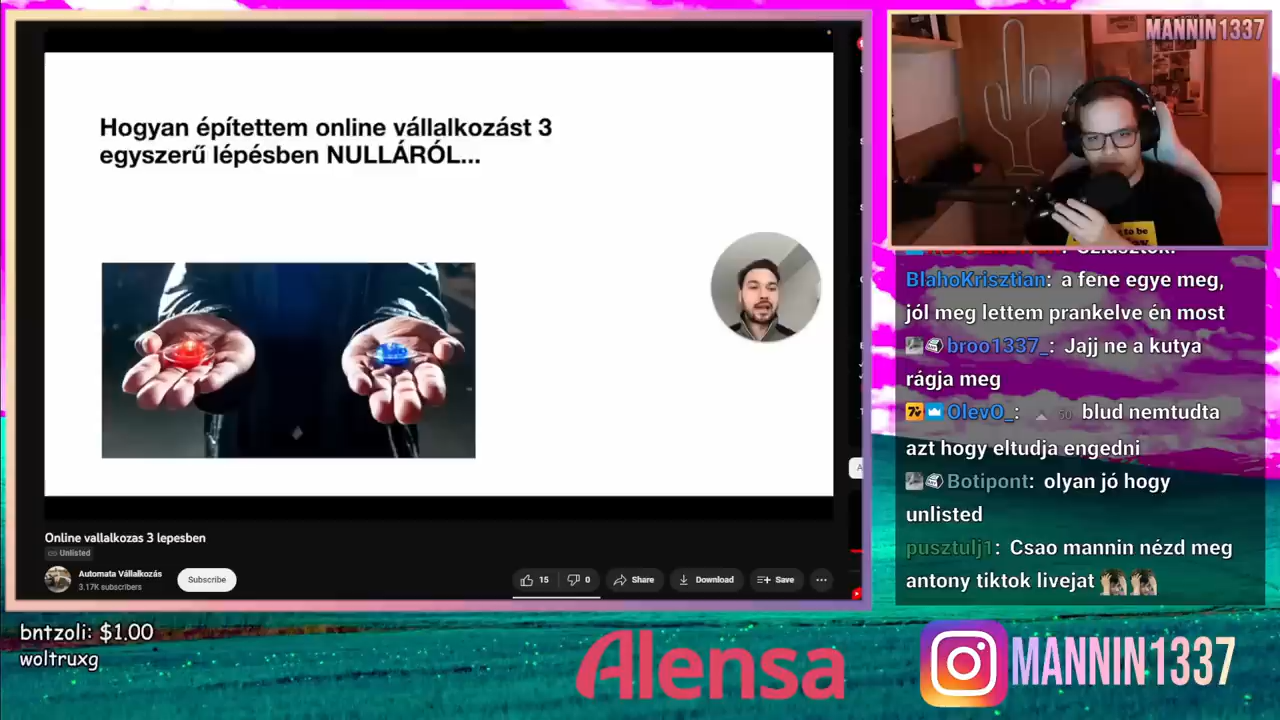 Hogyan építettem online vállalkozást 3
egyszerű lépésben NULLÁRÓL...
Online vallalkozas 3 lepesben
Unlisted
Automata Vállalkozás
3.17K subscribers
Subscribe
15
0
Share
Download
Save
MANNIN1337
BlahoKrisztian: a fene egye meg,
jól meg lettem prankelve én most
broo1337_: Jajj ne a kutya
rágja meg
OlevO_: blud nemtudta
azt hogy eltudja engedni
Botipont: olyan jó hogy
unlisted
pusztulj1: Csao mannin nézd meg
antony tiktok livejat
bntzoli: $1.00
woltruxg
Alensa
MANNIN1337